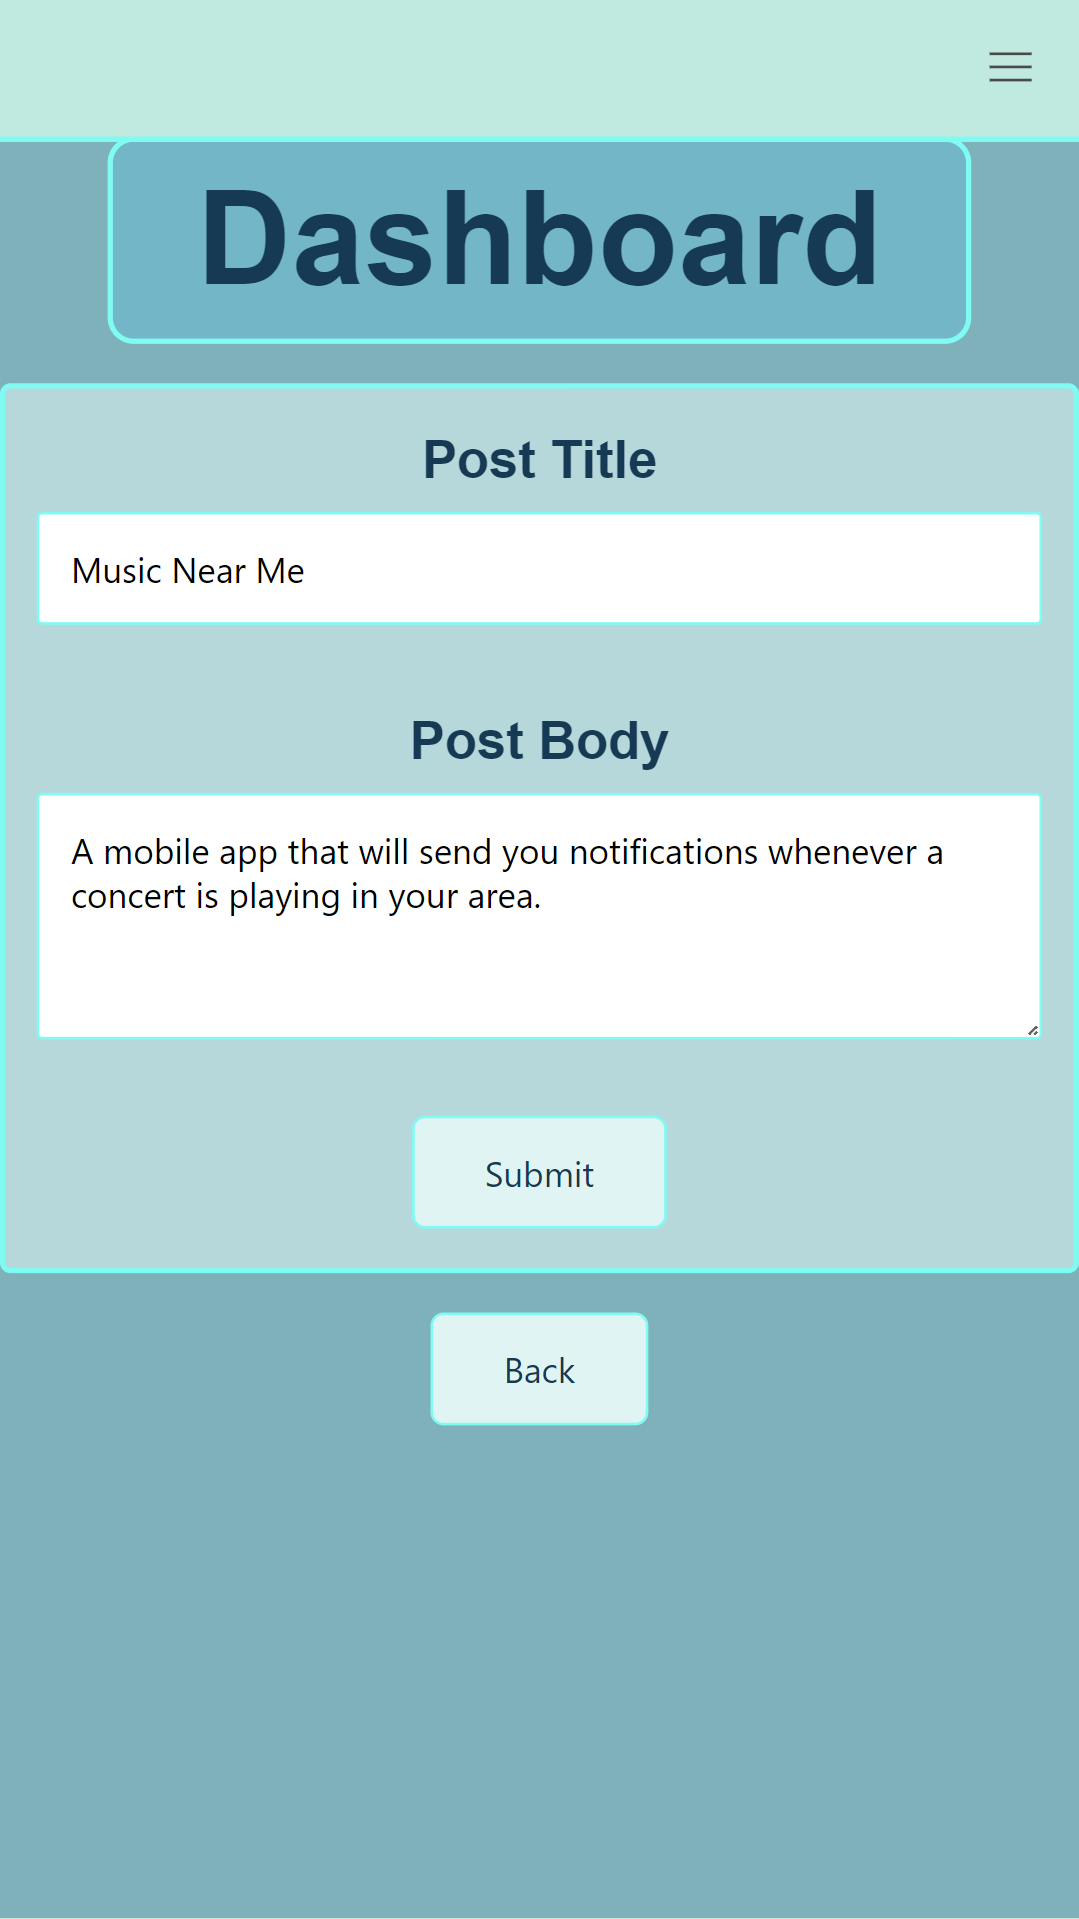 Dashboard
Post Title
Music Near Me
Post Body
A mobile app that will send you notifications whenever a
concert is playing in your area.
Submit
Back